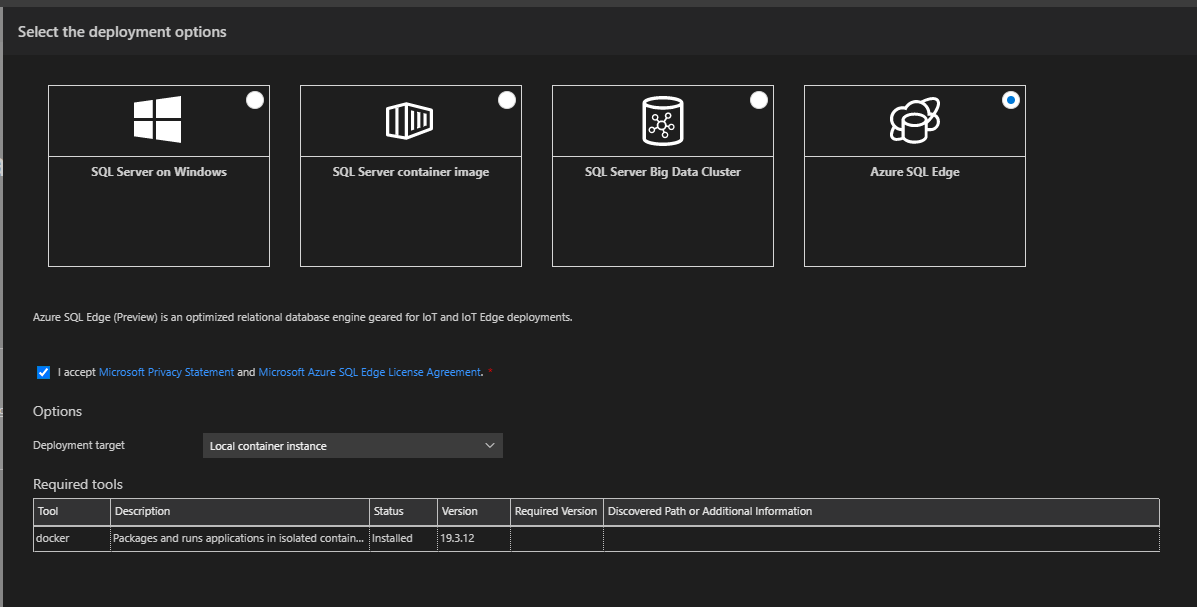 Select the deployment options
SQL Server on Windows
SQL Server container image
SQL Server Big Data Cluster
Azure SQL Edge
Azure SQL Edge (Preview) is an optimized relational database engine geared for IoT and IoT Edge deployments.
I accept Microsoft Privacy Statement and Microsoft Azure SQL Edge License Agreement. *
Options
Deployment target Local container instance
Required tools
Tool Description Status Version Required Version Discovered Path or Additional Information
docker Packages and runs applications in isolated contain... Installed 19.3.12